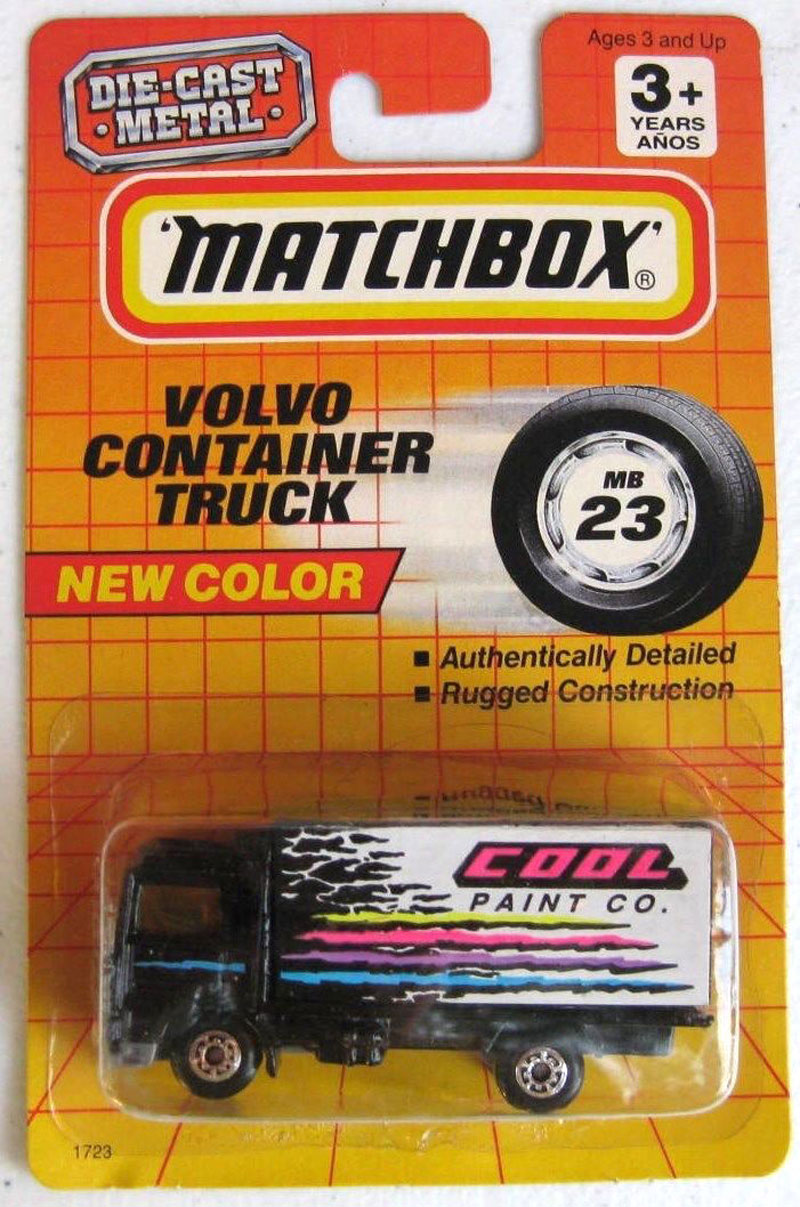 Ages 3 and Up
DIE-CAST
METAL
3+
YEARS
AÑOS
'MATCHBOX'®
VOLVO
CONTAINER
TRUCK
MB
23
NEW COLOR
■ Authentically Detailed
■ Rugged Construction
COOL
PAINT CO.
1723